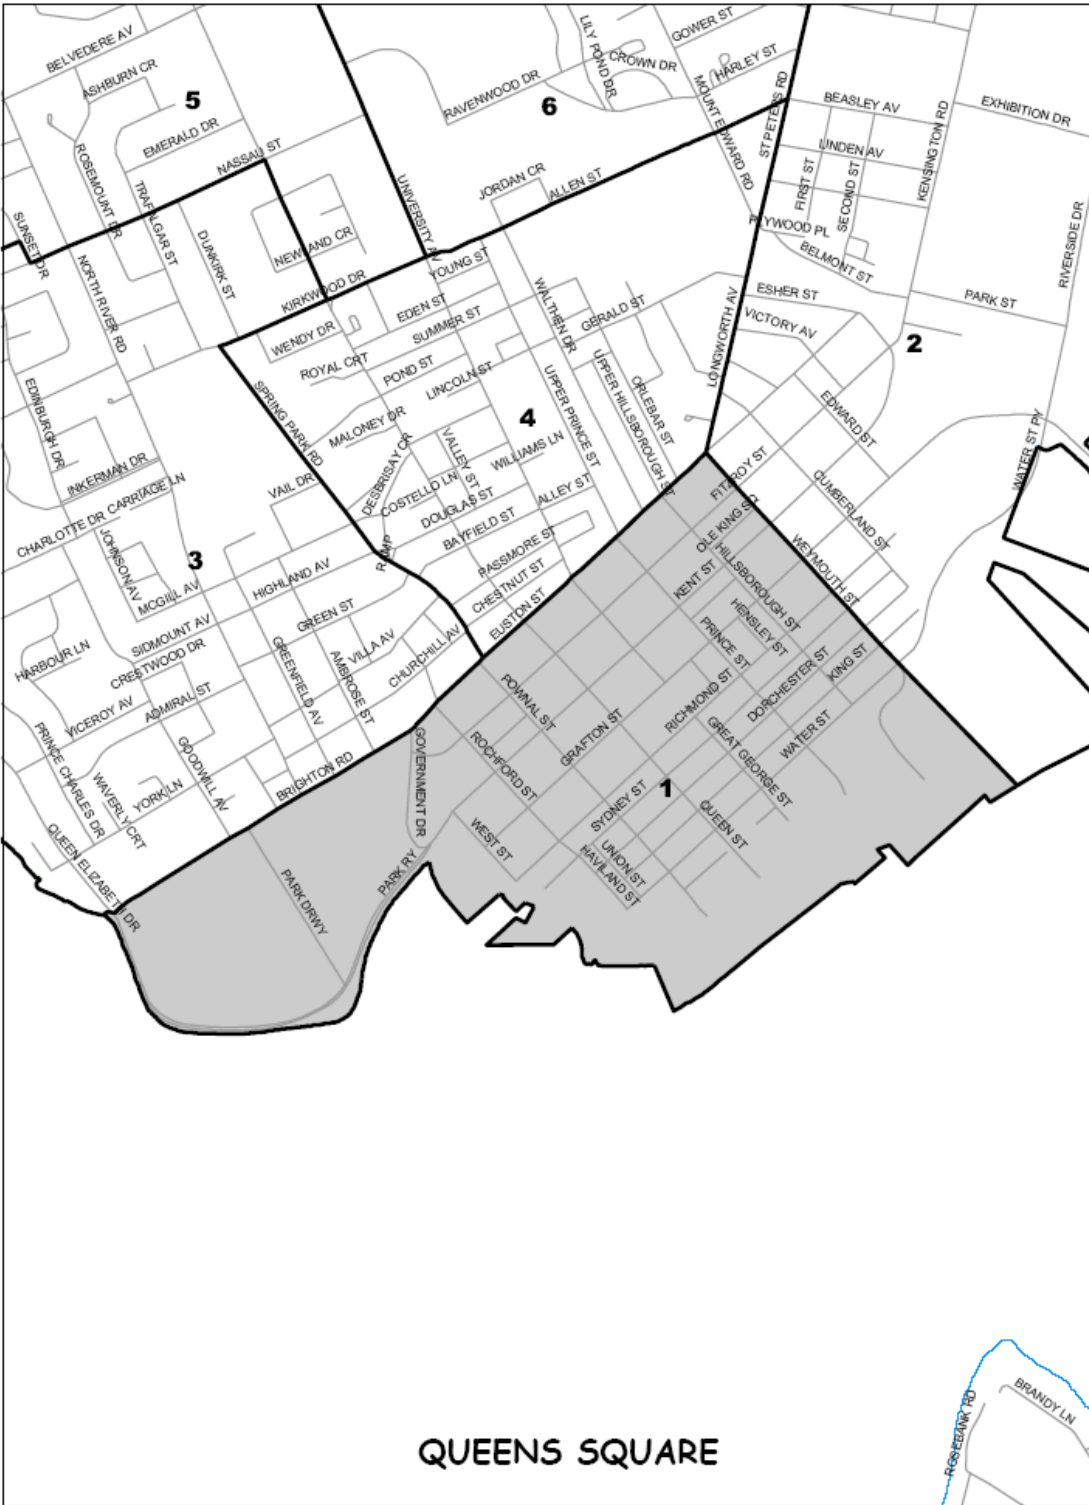 BELVEDERE AV
ASHBURN CR
5
EMERALD DR
NASSAU ST
ROSEMOUNT DR
TRAFALGAR ST
SUNSET DR
NORTH RIVER RD
DUNKIRK ST
NEWLAND CR
KIRKWOOD DR
UNIVERSITY AV
RAVENWOOD DR
6
LILY POND DR
CROWN DR
GOWER ST
HARLEY ST
MOUNT EDWARD RD
ST PETERS RD
JORDAN CR
ALLEN ST
BEASLEY AV
EXHIBITION DR
LINDEN AV
FIRST ST
SECOND ST
KENSINGTON RD
RIVERSIDE DR
BELMONT ST
ESHER ST
PARK ST
VICTORY AV
2
LONGWORTH AV
YOUNG ST
EDEN ST
SUMMER ST
WENDY DR
ROYAL CRT
POND ST
LINCOLN ST
WALTHEN DR
GERALD ST
UPPER PRINCE ST
UPPER HILLSBOROUGH ST
ORLEBAR ST
4
SPRING PARK RD
MALONEY DR
DESBRISAY CR
VALLEY ST
WILLIAMS LN
COSTELLO LN
DOUGLAS ST
ALLEY ST
BAYFIELD ST
PASSMORE ST
CHESTNUT ST
EUSTON ST
RAMP
EDWARD ST
CUMBERLAND ST
WEYMOUTH ST
WATER ST PY
FITZROY ST
EDINBURGH DR
INKERMAN DR
CARRIAGE LN
CHARLOTTE DR
JOHNSON AV
VAIL DR
3
MCGILL AV
HIGHLAND AV
GREEN ST
SIDMOUNT AV
CRESTWOOD DR
HARBOUR LN
VICEROY AV
ADMIRAL ST
GREENFIELD AV
AMBROSE ST
VILLA AV
CHURCHILL AV
PRINCE CHARLES DR
WAVERLY CRT
YORK LN
GOODWILL AV
BRIGHTON RD
QUEEN ELIZABETH DR
PARK DRWY
PARK RY
GOVERNMENT DR
HILLSBOROUGH ST
KENT ST
HENSLEY ST
PRINCE ST
KING ST
DORCHESTER ST
RICHMOND ST
WATER ST
GREAT GEORGE ST
POWNAL ST
GRAFTON ST
ROCHFORD ST
1
SYDNEY ST
QUEEN ST
WEST ST
UNION ST
HAVILAND ST
ROSEBANK RD
BRANDY LN
QUEENS SQUARE